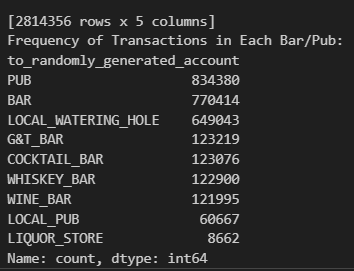 [2814356 rows x 5 columns]
Frequency of Transactions in Each Bar/Pub:
to_randomly_generated_account
PUB                    834380
BAR                    770414
LOCAL_WATERING_HOLE    649043
G&T_BAR                123219
COCKTAIL_BAR           123076
WHISKEY_BAR            122900
WINE_BAR               121995
LOCAL_PUB               60667
LIQUOR_STORE             8662
Name: count, dtype: int64